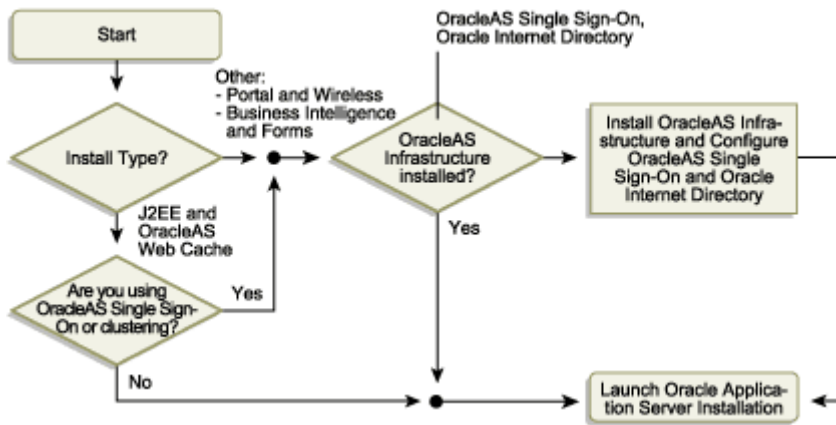 Start
OracleAS Single Sign-On,
Oracle Internet Directory
Other:
- Portal and Wireless
- Business Intelligence
and Forms
Install Type?
OracleAS
Infrastructure
installed?
Install OracleAS Infra-
structure and Configure
OracleAS Single
Sign-On and Oracle
Internet Directory
J2EE and
OracleAS
Web Cache
Yes
Are you using
OracleAS Single Sign-
On or clustering?
Yes
No
Launch Oracle Applica-
tion Server Installation